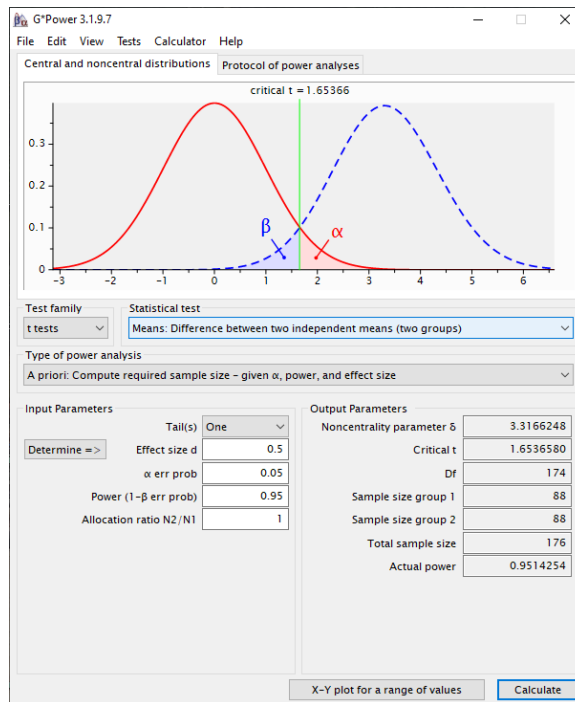 G*Power 3.1.9.7
File Edit View Tests Calculator Help
Central and noncentral distributions Protocol of power analyses
critical t = 1.65366
0.3
0.2
0.1
0
β α
-3 -2 -1 0 1 2 3 4 5 6
Test family Statistical test
t tests Means: Difference between two independent means (two groups)
Type of power analysis
A priori: Compute required sample size – given α, power, and effect size
Input Parameters Output Parameters
Tail(s) One Noncentrality parameter δ 3.3166248
Determine => Effect size d 0.5 Critical t 1.6536580
α err prob 0.05 Df 174
Power (1-β err prob) 0.95 Sample size group 1 88
Allocation ratio N2/N1 1 Sample size group 2 88
Total sample size 176
Actual power 0.9514254
X-Y plot for a range of values Calculate